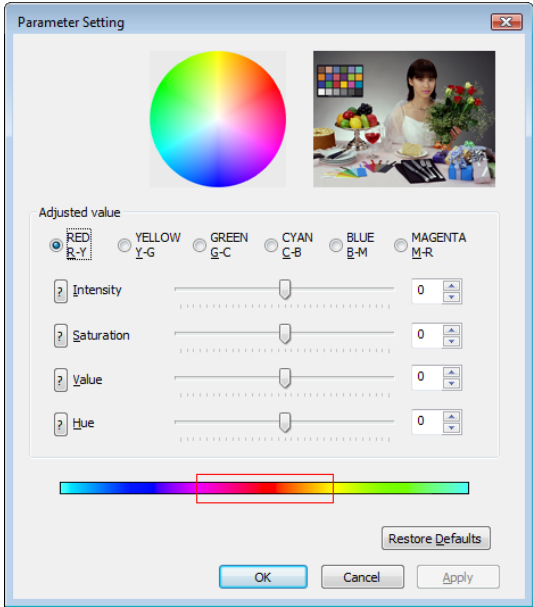 Parameter Setting
Adjusted value
RED
R-Y
YELLOW
Y-G
GREEN
G-C
CYAN
C-B
BLUE
B-M
MAGENTA
M-R
? Intensity 0
? Saturation 0
? Value 0
? Hue 0
Restore Defaults
OK Cancel Apply